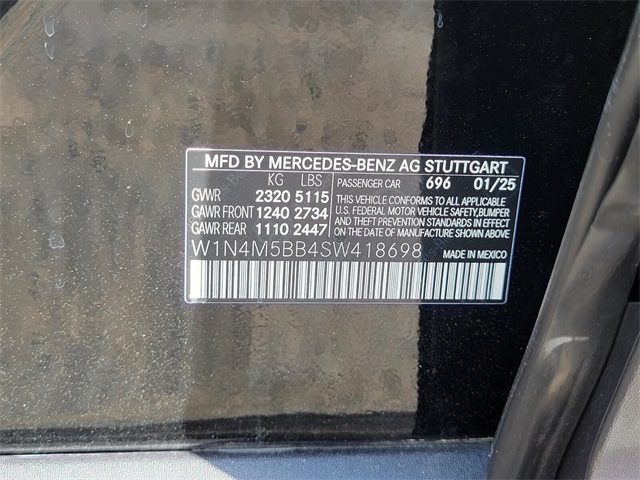 MFD BY MERCEDES-BENZ AG STUTTGART
KG LBS
GVWR 2320 5115
GAWR FRONT 1240 2734
GAWR REAR 1110 2447
PASSENGER CAR 696 01/25
THIS VEHICLE CONFORMS TO ALL APPLICABLE
U.S. FEDERAL MOTOR VEHICLE SAFETY, BUMPER
AND THEFT PREVENTION STANDARDS IN EFFECT
ON THE DATE OF MANUFACTURE SHOWN ABOVE.
W1N4M5BB4SW418698 MADE IN MEXICO